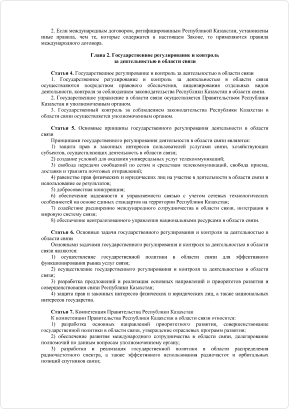 2. Если международным договором, ратифицированным Республикой Казахстан, установлены
иные правила, чем те, которые содержатся в настоящем Законе, то применяются правила
международного договора.
Глава 2. Государственное регулирование и контроль
за деятельностью в области связи
Статья 4. Государственное регулирование и контроль за деятельностью в области связи
1. Государственное регулирование и контроль за деятельностью в области связи
осуществляются посредством правового обеспечения, лицензирования отдельных видов
деятельности, контроля за соблюдением законодательства Республики Казахстан в области связи.
2. Государственное управление в области связи осуществляется Правительством Республики
Казахстан и уполномоченным органом.
3. Государственный контроль за соблюдением законодательства Республики Казахстан в
области связи осуществляется уполномоченным органом.
Статья 5. Основные принципы государственного регулирования деятельности в области
связи
Принципами государственного регулирования деятельности в области связи являются:
1) защита прав и законных интересов пользователей услугами связи, хозяйствующих
субъектов, осуществляющих деятельность в области связи;
2) создание условий для оказания универсальных услуг телекоммуникаций;
3) свобода передачи сообщений по сетям и средствам телекоммуникаций, свобода приема,
доставки и транзита почтовых отправлений;
4) равенство прав физических и юридических лиц на участие в деятельности в области связи и
использование ее результатов;
5) добросовестная конкуренция;
6) обеспечение надежности и управляемости связью с учетом сетевых технологических
особенностей на основе единых стандартов на территории Республики Казахстан;
7) содействие расширению международного сотрудничества в области связи, интеграции в
мировую систему связи;
8) обеспечение централизованного управления национальными ресурсами в области связи.
Статья 6. Основные задачи государственного регулирования и контроля за деятельностью в
области связи
Основными задачами государственного регулирования и контроля за деятельностью в области
связи являются:
1) осуществление государственной политики в области связи для эффективного
функционирования рынка услуг связи;
2) осуществление государственного регулирования и контроля за деятельностью в области
связи;
3) разработка предложений и реализация основных направлений и приоритетов развития и
совершенствования связи Республики Казахстан;
4) защита прав и законных интересов физических и юридических лиц, а также национальных
интересов государства.
Статья 7. Компетенция Правительства Республики Казахстан
К компетенции Правительства Республики Казахстан в области связи относится:
1) разработка основных направлений приоритетного развития, совершенствования
государственной политики в области связи, утверждение отраслевых программ развития;
2) обеспечение развития международного сотрудничества в области связи, делегирование
полномочий по данным вопросам уполномоченному органу;
3) разработка и реализация государственной политики в области распределения
радиочастотного спектра, а также эффективного использования радиочастот и орбитальных
позиций спутников связи;